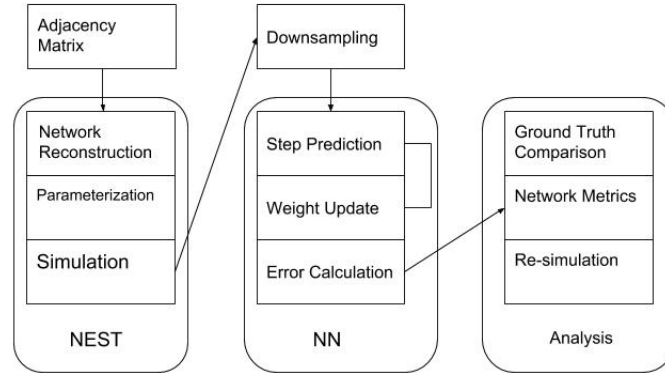 Adjacency
Matrix
Downsampling
Network
Reconstruction
Parameterization
Simulation
NEST
Step Prediction
Weight Update
Error Calculation
NN
Ground Truth
Comparison
Network Metrics
Re-simulation
Analysis